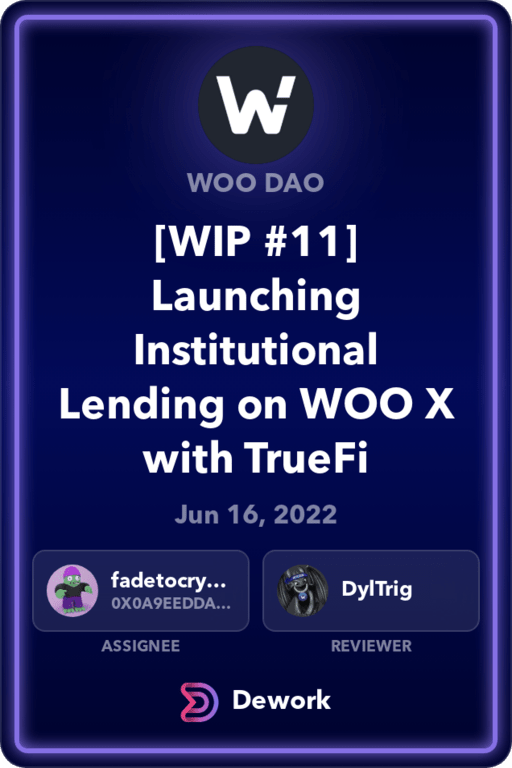 WOO DAO
[WIP #11]
Launching
Institutional
Lending on WOO X
with TrueFi
Jun 16, 2022
fadetocry...
0X0A9EEDDA...
DylTrig
ASSIGNEE
REVIEWER
Dework